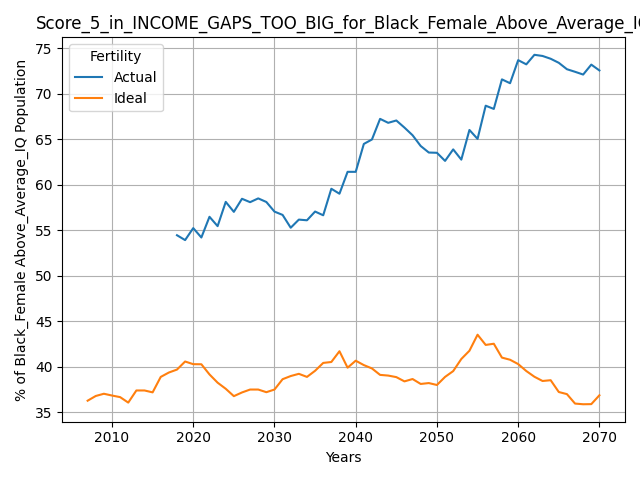 Score_5_in_INCOME_GAPS_TOO_BIG_for_Black_Female_Above_Average_IQ
Fertility
Actual
Ideal
% of Black_Female Above_Average_IQ Population
75
70
65
60
55
50
45
40
35
2010 2020 2030 2040 2050 2060 2070
Years